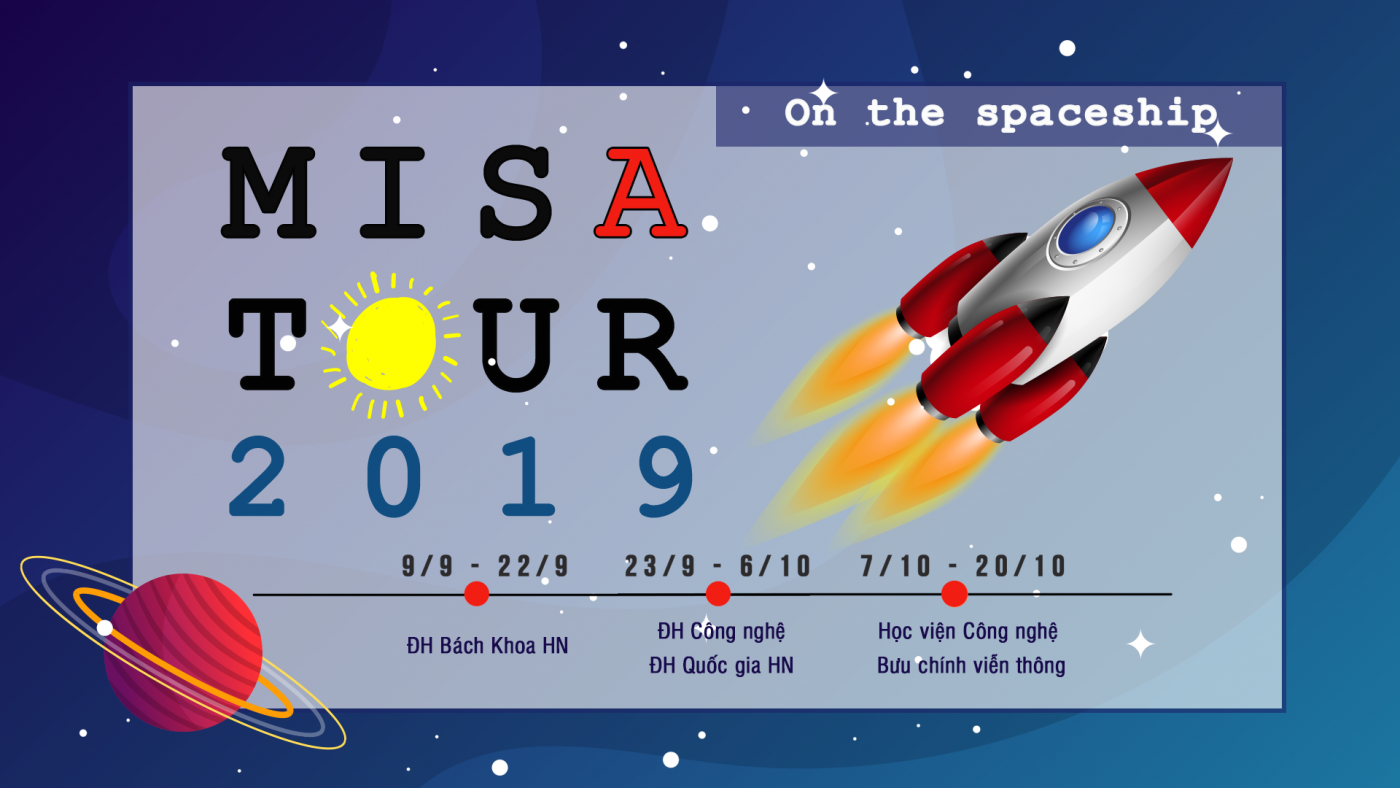 On the spaceship
MISA
TOUR
2019
9/9 - 22/9
ĐH Bách Khoa HN
23/9 - 6/10
ĐH Công nghệ
ĐH Quốc gia HN
7/10 - 20/10
Học viện Công nghệ
Bưu chính viễn thông